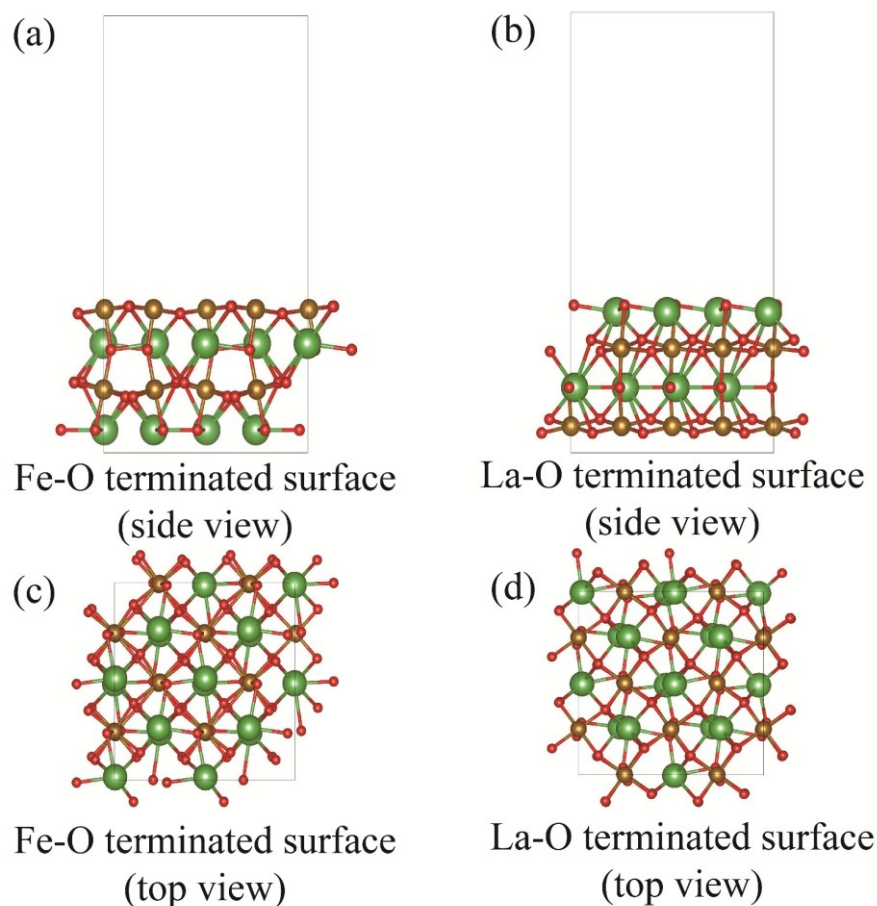 (a)
(b)
Fe-O terminated surface
(side view)
La-O terminated surface
(side view)
(c)
(d)
Fe-O terminated surface
(top view)
La-O terminated surface
(top view)